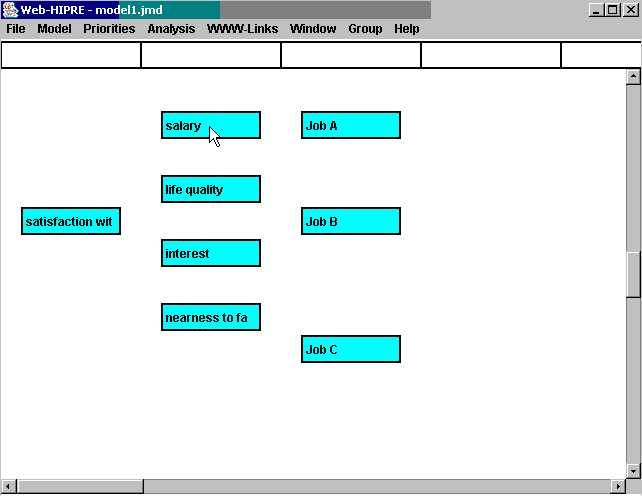 Web-HIPRE - model1.jmd
File Model Priorities Analysis WWW-Links Window Group Help
salary
Job A
life quality
satisfaction wit
Job B
interest
nearness to fa
Job C